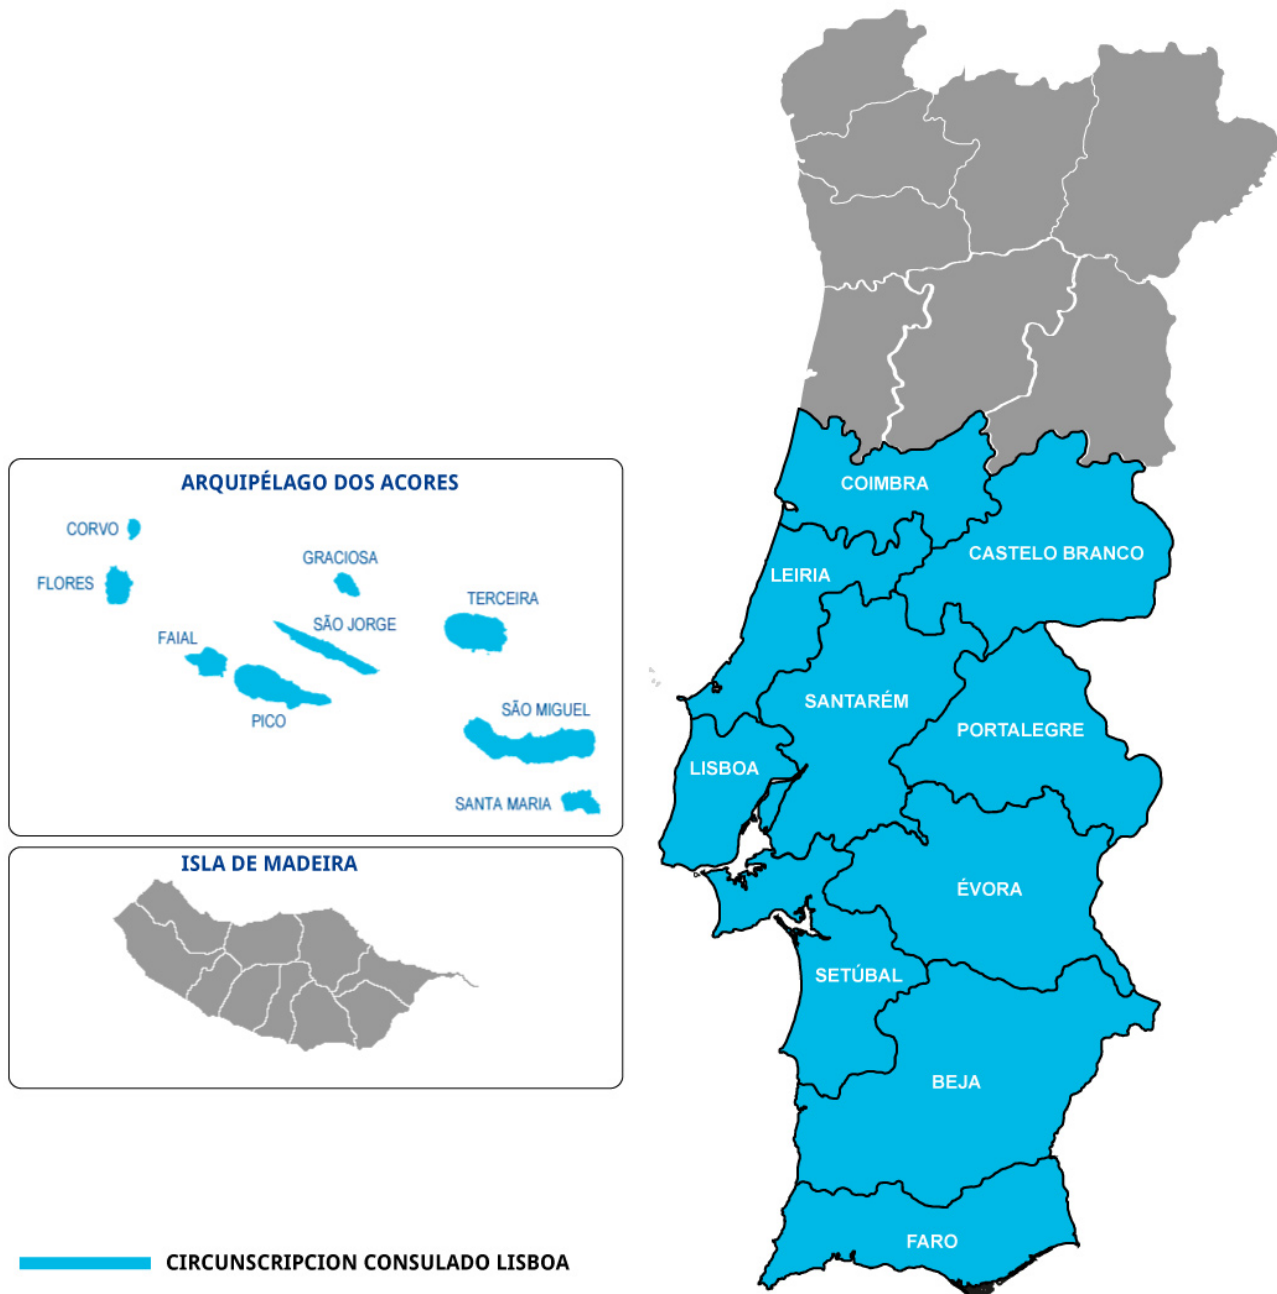 COIMBRA
CASTELO BRANCO
LEIRIA
SANTARÉM
PORTALEGRE
LISBOA
ÉVORA
SETÚBAL
BEJA
FARO
ARQUIPÉLAGO DOS ACORES
CORVO
GRACIOSA
FLORES
TERCEIRA
SÃO JORGE
FAIAL
PICO
SÃO MIGUEL
SANTA MARIA
ISLA DE MADEIRA
CIRCUNSCRIPCION CONSULADO LISBOA